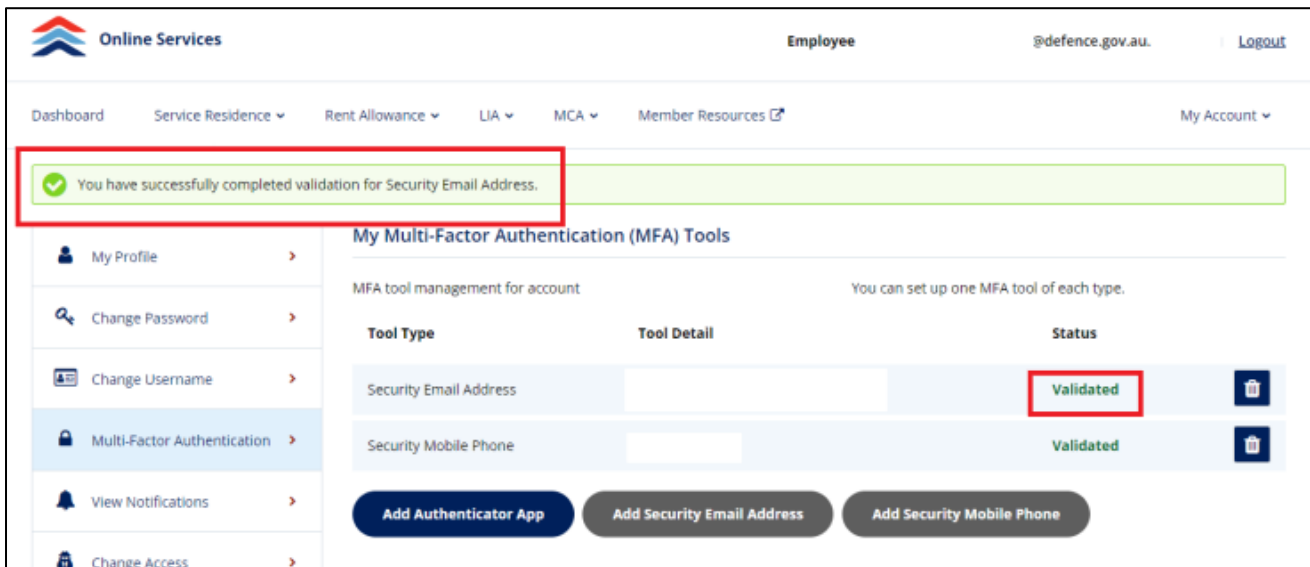 Online Services
Employee @defence.gov.au. Logout
Dashboard Service Residence Rent Allowance LIA MCA Member Resources My Account
You have successfully completed validation for Security Email Address.
My Profile
Change Password
Change Username
Multi-Factor Authentication
View Notifications
Change Access
My Multi-Factor Authentication (MFA) Tools
MFA tool management for account You can set up one MFA tool of each type.
Tool Type Tool Detail Status
Security Email Address Validated
Security Mobile Phone Validated
Add Authenticator App Add Security Email Address Add Security Mobile Phone